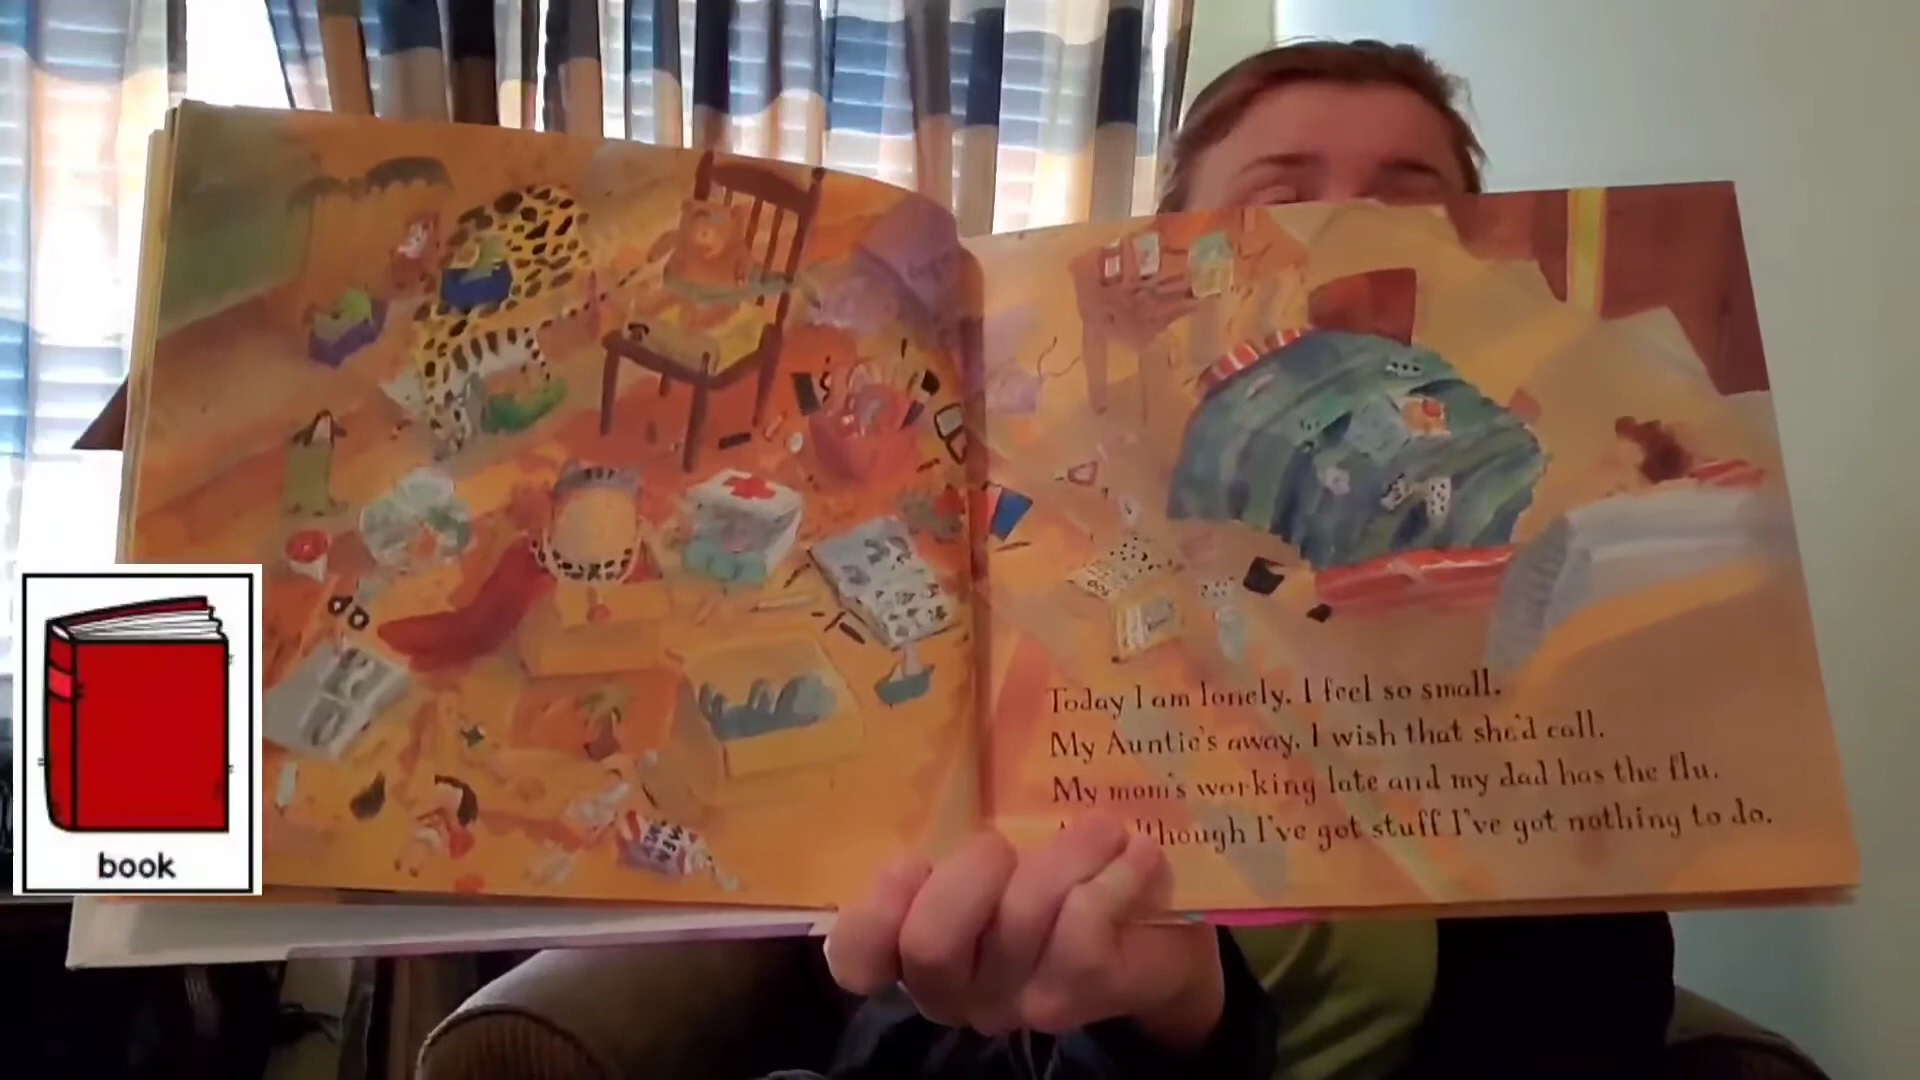 Today I am lonely. I feel so small.
My Auntie's away. I wish that she'd call.
My mom's working late and my dad has the flu.
although I've got stuff I've got nothing to do.
book